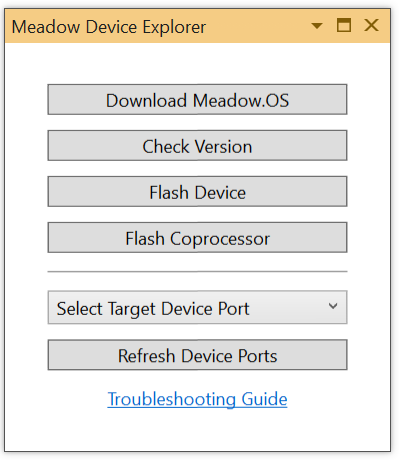 Meadow Device Explorer
Download Meadow.OS
Check Version
Flash Device
Flash Coprocessor
Select Target Device Port
Refresh Device Ports
Troubleshooting Guide